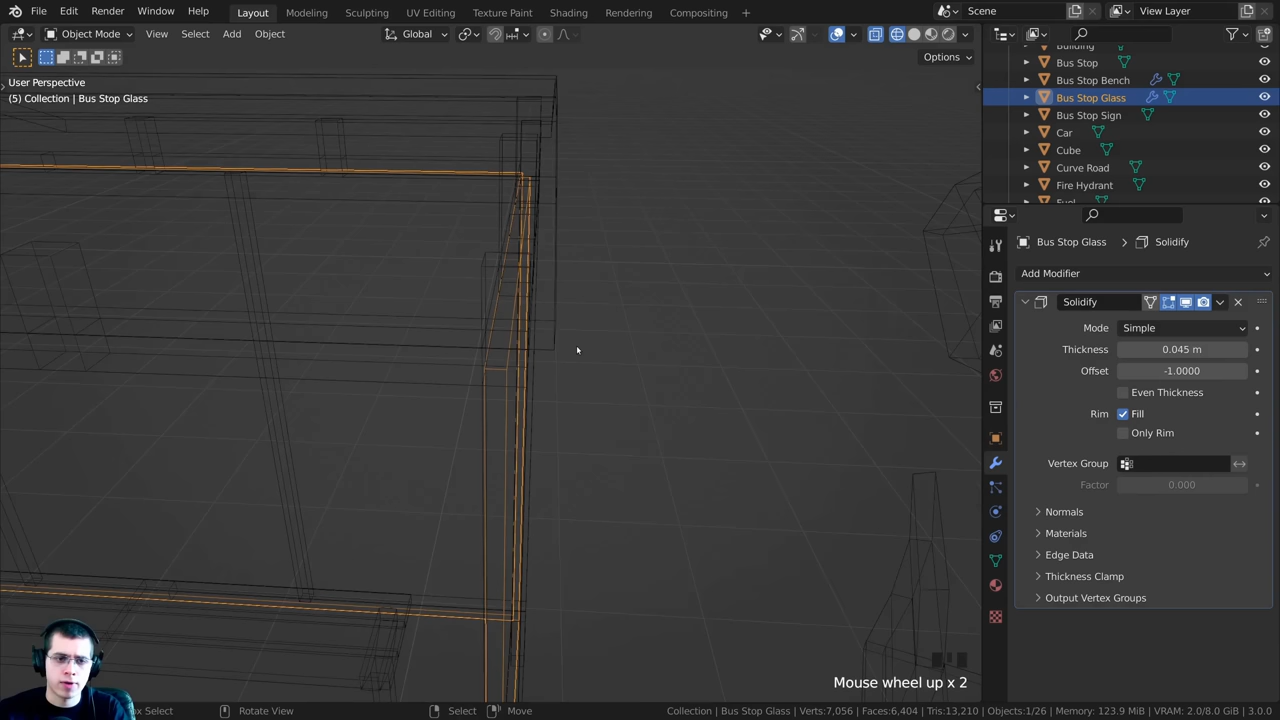 File Edit Render Window Help Layout Modeling Sculpting UV Editing Texture Paint Shading Rendering Compositing + Scene View Layer
Object Mode View Select Add Object Global
Options
User Perspective
(5) Collection | Bus Stop Glass
Building
Bus Stop
Bus Stop Bench
Bus Stop Glass
Bus Stop Sign
Car
Cube
Curve Road
Fire Hydrant
Fuel
Bus Stop Glass > Solidify
Add Modifier
Solidify
Mode Simple
Thickness 0.045 m
Offset -1.0000
Even Thickness
Rim Fill
Only Rim
Vertex Group
Factor 0.000
Normals
Materials
Edge Data
Thickness Clamp
Output Vertex Groups
Mouse wheel up x 2
Select Rotate View Select Move Collection | Bus Stop Glass | Verts:7,056 | Faces:6,404 | Tris:13,210 | Objects:1/26 | Memory: 123.9 MiB | VRAM: 2.0/8.0 GiB | 3.0.0